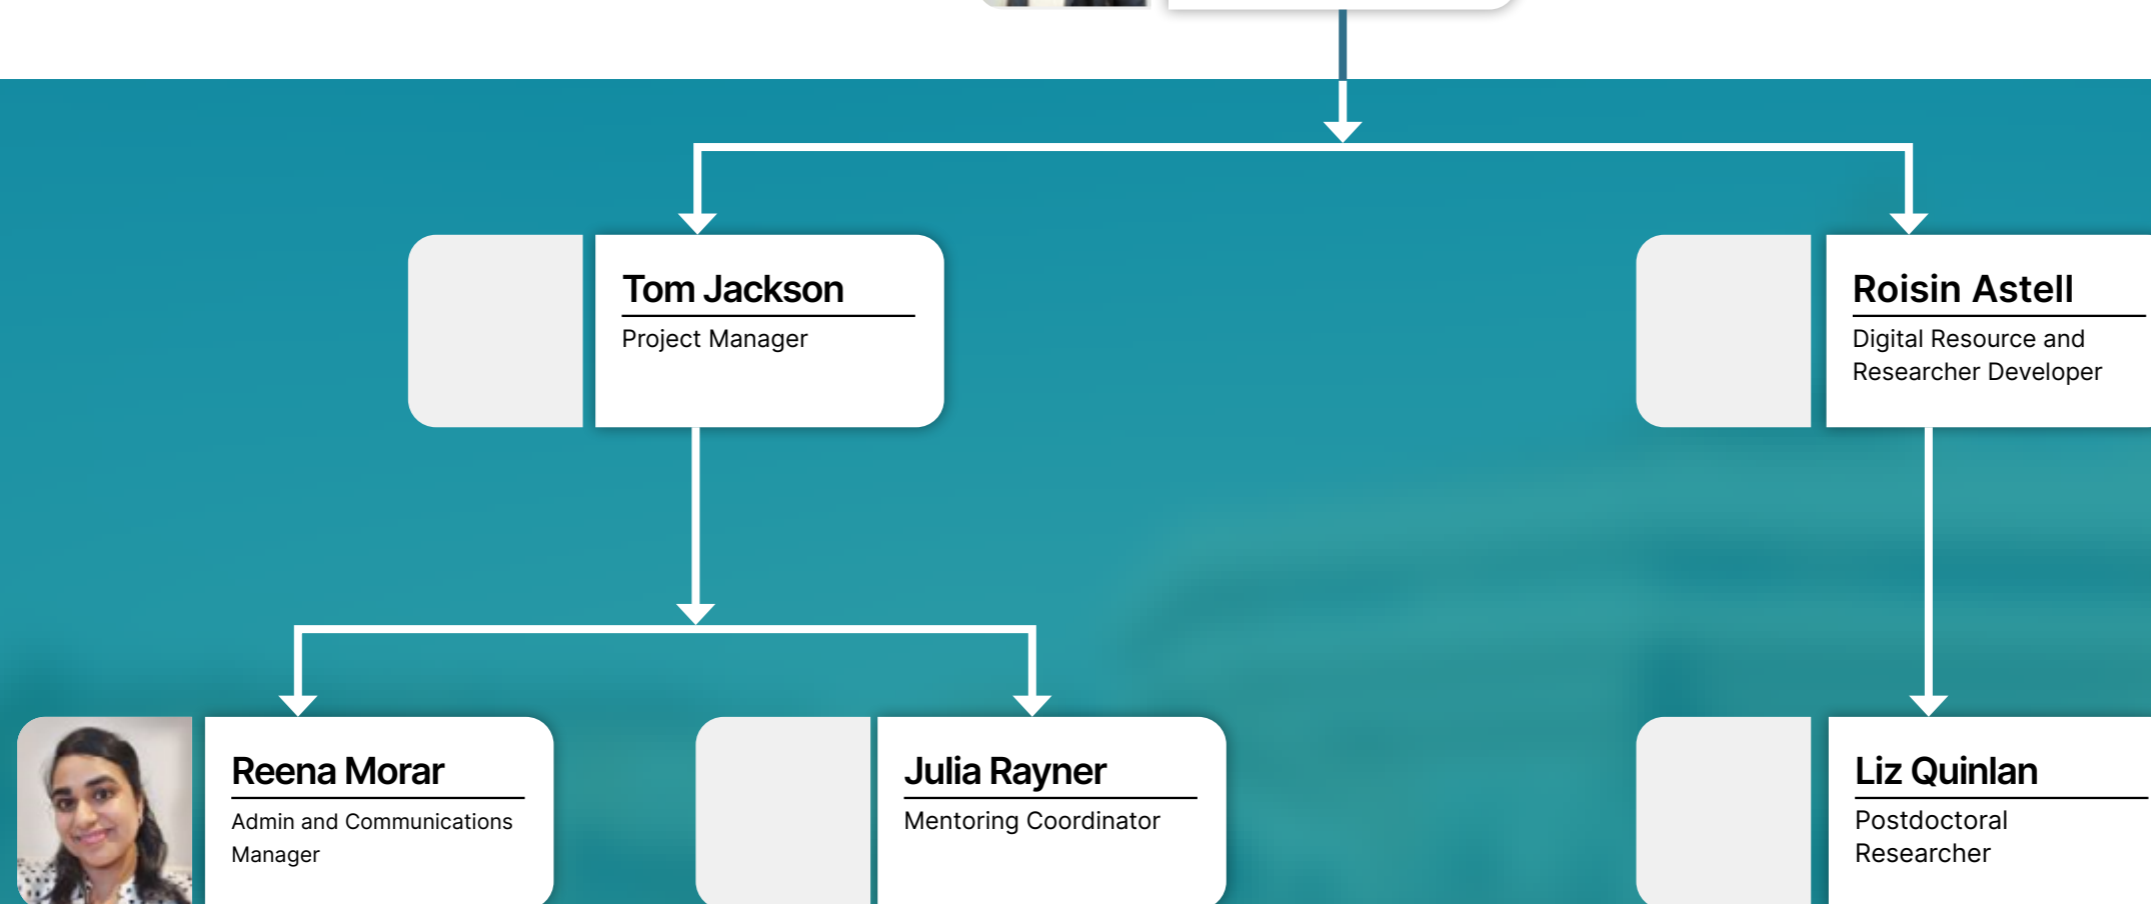 Tom Jackson
Project Manager
Roisin Astell
Digital Resource and
Researcher Developer
Reena Morar
Admin and Communications
Manager
Julia Rayner
Mentoring Coordinator
Liz Quinlan
Postdoctoral
Researcher